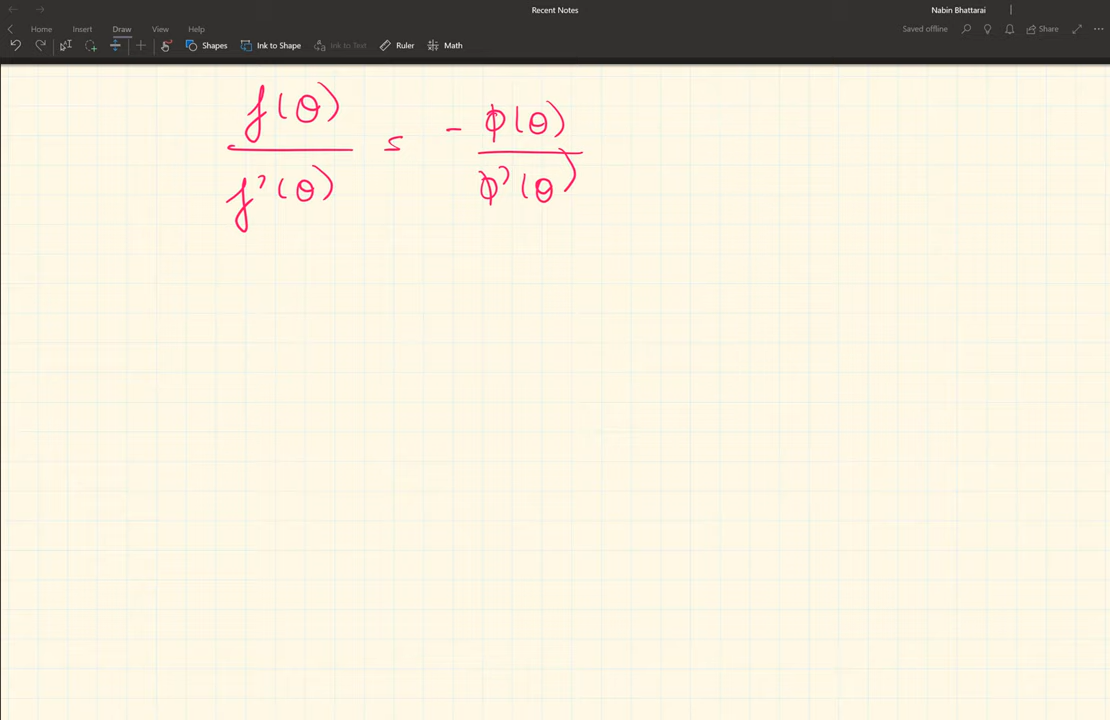 Recent Notes
Nabin Bhattarai
Home Insert Draw View Help
Saved offline
Share
Shapes
Ink to Shape
Ink to Text
Ruler
Math
f(θ) / f'(θ) = - φ(θ) / φ'(θ)